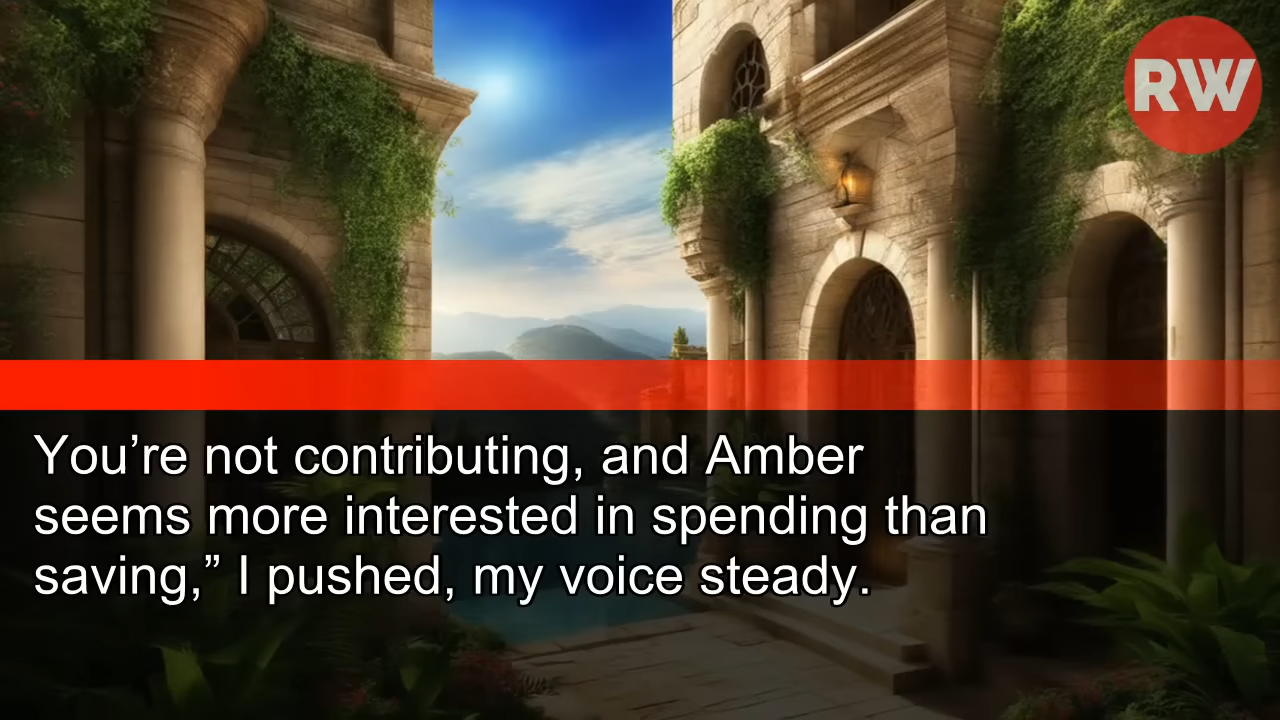 RW
You’re not contributing, and Amber
seems more interested in spending than
saving,” I pushed, my voice steady.